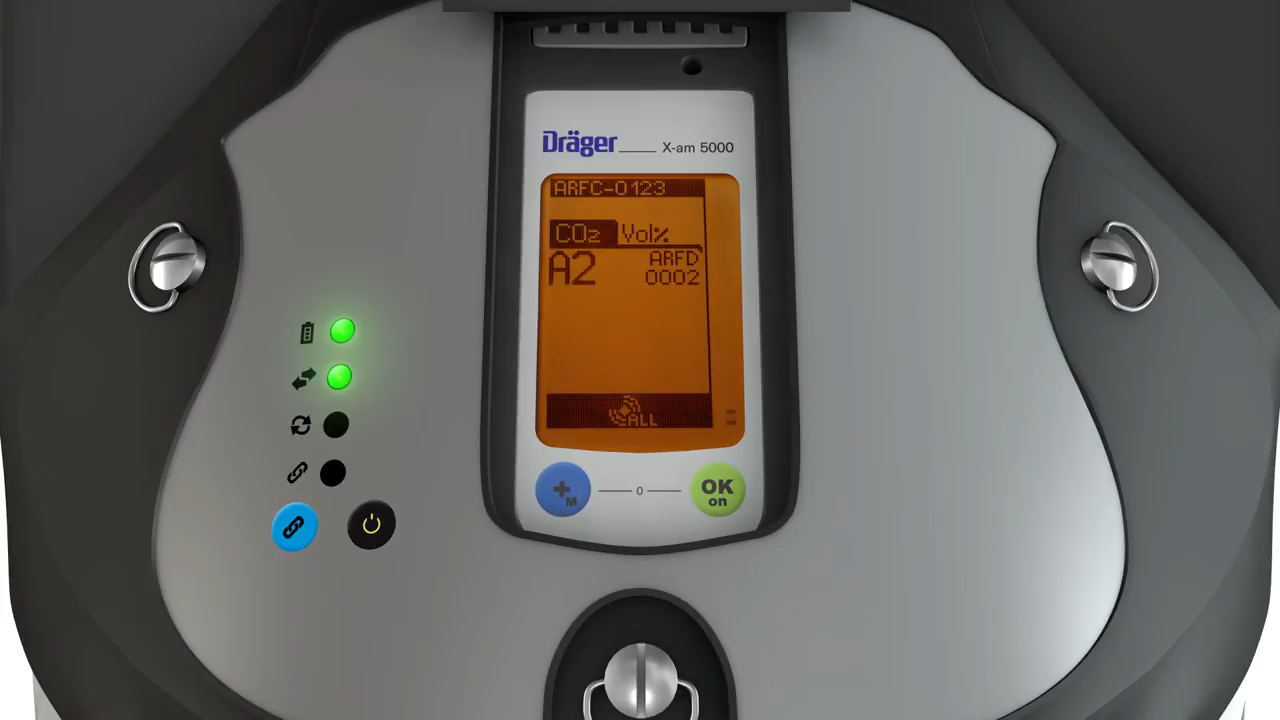 Dräger X-am 5000
ARFC-0123
CO₂ Vol%
A2 ARFD
0002
ALL
+M 0 OK
on